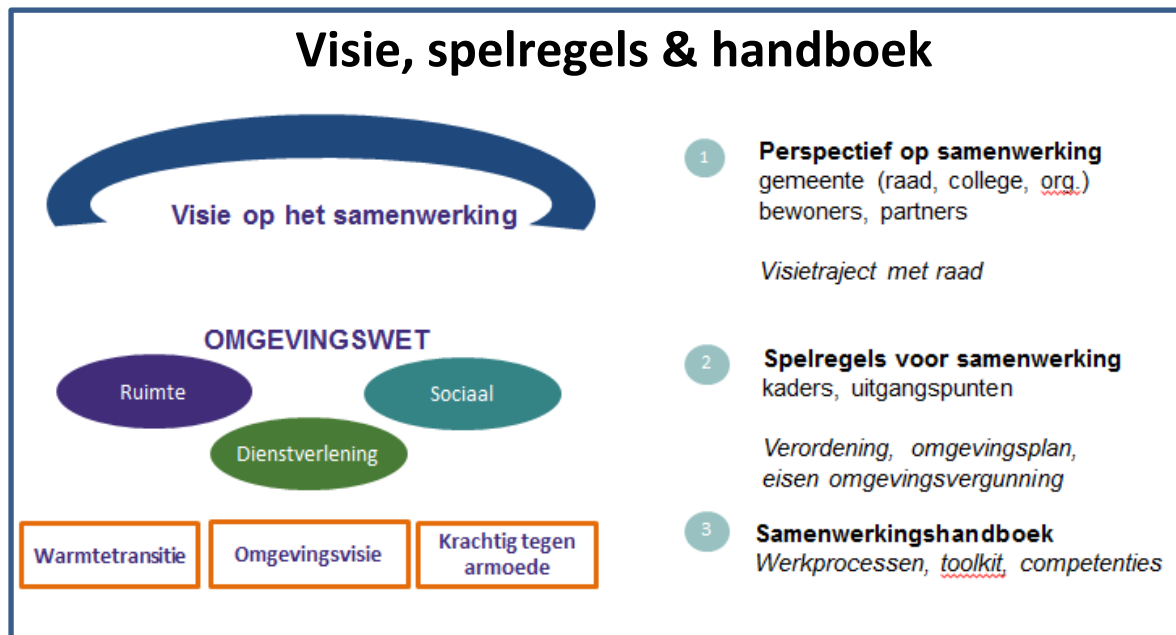 Visie, spelregels & handboek
Visie op het samenwerking
OMGEVINGSWET
Ruimte
Sociaal
Dienstverlening
Warmtetransitie
Omgevingsvisie
Krachtig tegen
armoede
1
Perspectief op samenwerking
gemeente (raad, college, org.)
bewoners, partners
Visietraject met raad
2
Spelregels voor samenwerking
kaders, uitgangspunten
Verordening, omgevingsplan,
eisen omgevingsvergunning
3
Samenwerkingshandboek
Werkprocessen, toolkit, competenties